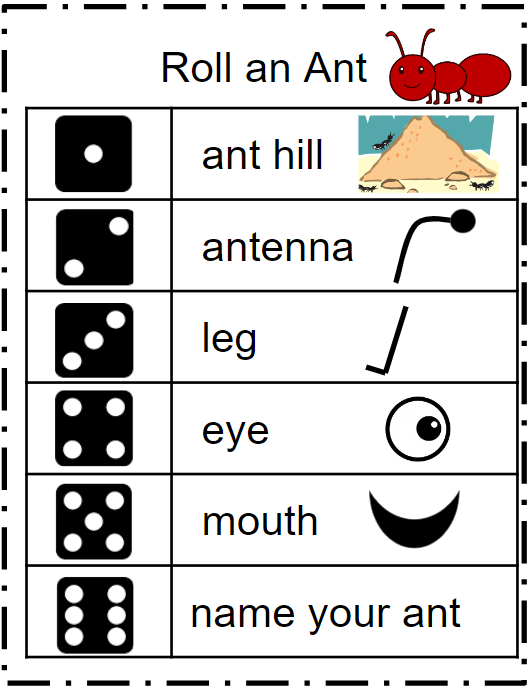 Roll an Ant
ant hill
antenna
leg
eye
mouth
name your ant